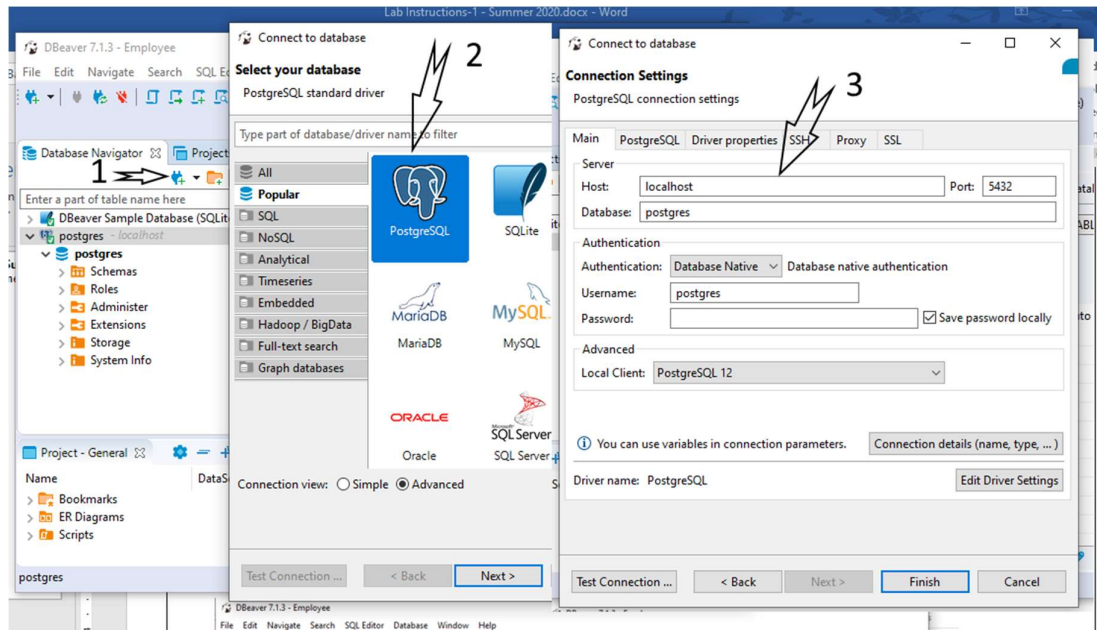 Lab Instructions-1 - Summer 2020.docx - Word
DBeaver 7.1.3 - Employee
File Edit Navigate Search SQL Ed
1
Database Navigator Project
Enter a part of table name here
DBeaver Sample Database (SQLit
postgres - localhost
postgres
Schemas
Roles
Administer
Extensions
Storage
System Info
Project - General
Name DataS
Bookmarks
ER Diagrams
Scripts
postgres
Connect to database
2
Select your database
PostgreSQL standard driver
Type part of database/driver name to filter
All
Popular
SQL
NoSQL
Analytical
Timeseries
Embedded
Hadoop / BigData
Full-text search
Graph databases
PostgreSQL SQLite
MariaDB MySQL
MariaDB MySQL
ORACLE Microsoft SQL Server
Oracle SQL Server
Connection view: Simple Advanced
Test Connection ... < Back Next >
Connect to database
Connection Settings
3
PostgreSQL connection settings
Main PostgreSQL Driver properties SSH Proxy SSL
Server
Host: localhost Port: 5432
Database: postgres
Authentication
Authentication: Database Native Database native authentication
Username: postgres
Password: Save password locally
Advanced
Local Client: PostgreSQL 12
You can use variables in connection parameters. Connection details (name, type, ... )
Driver name: PostgreSQL Edit Driver Settings
Test Connection ... < Back Next > Finish Cancel
DBeaver 7.1.3 - Employee
File Edit Navigate Search SQL Editor Database Window Help